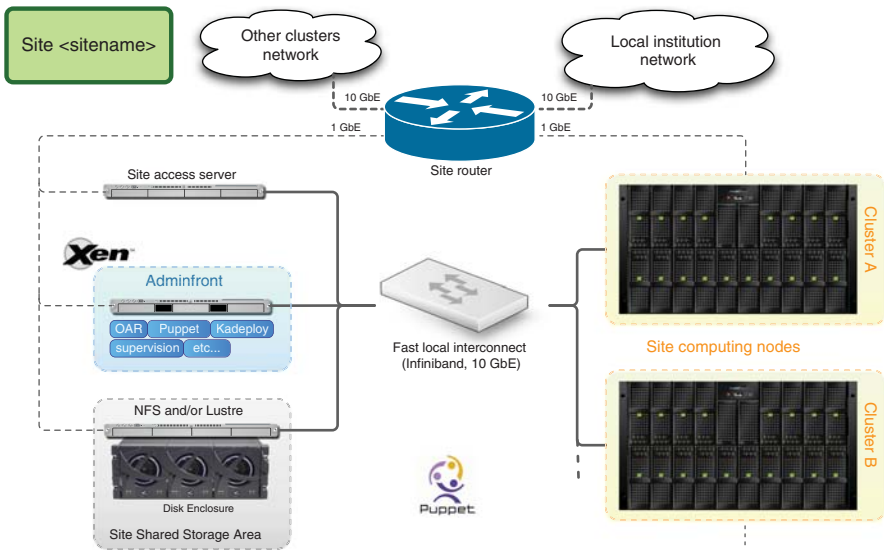 Site <sitename>
Other clusters
network
Local institution
network
10 GbE
10 GbE
1 GbE
1 GbE
Site router
Site access server
Xen™
Adminfront
OAR
Puppet
Kadeploy
supervision
etc...
Fast local interconnect
(Infiniband, 10 GbE)
Cluster A
Site computing nodes
Cluster B
NFS and/or Lustre
Disk Enclosure
Site Shared Storage Area
Puppet